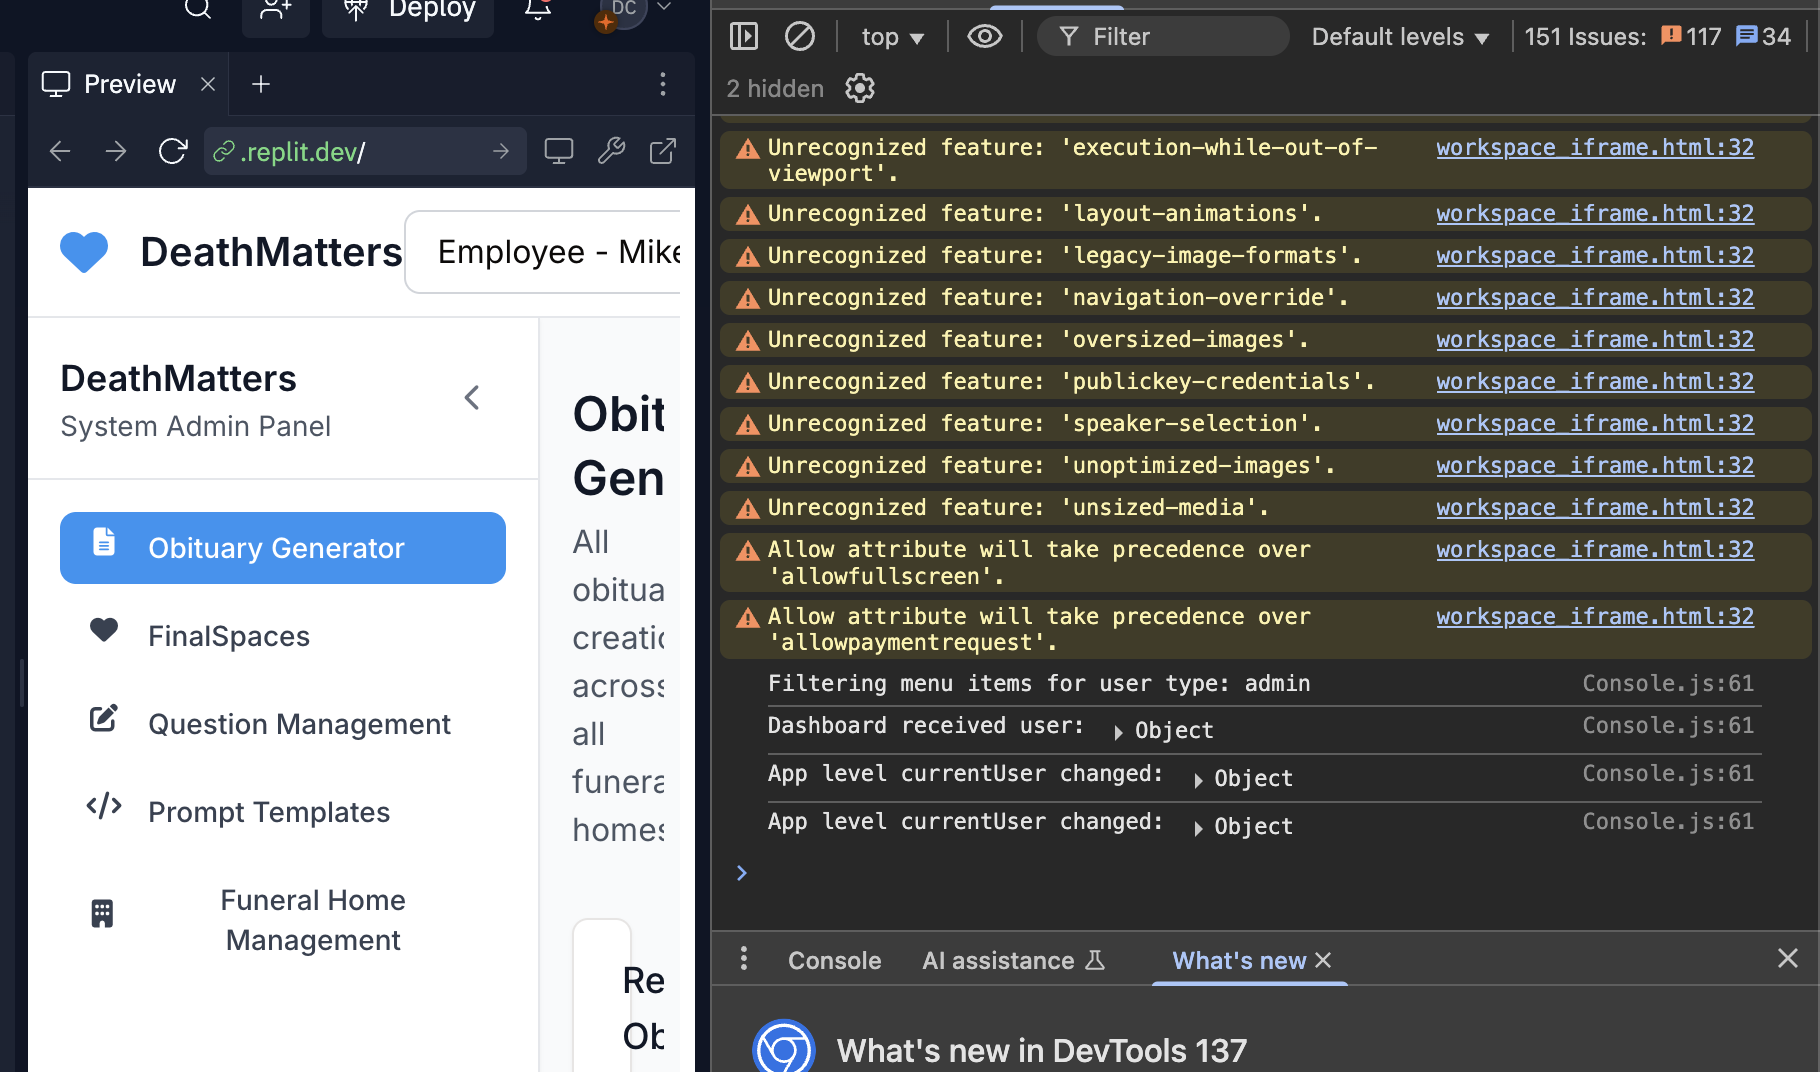 Deploy
DC
Preview
.replit.dev/
DeathMatters
Employee - Mike
DeathMatters
System Admin Panel
Obituary Generator
FinalSpaces
Question Management
Prompt Templates
Funeral Home
Management
Obit
Gen
All
obitua
creatio
across
all
funera
homes
Re
Ob
top
Filter
Default levels
151 Issues:
117
34
2 hidden
Unrecognized feature: 'execution-while-out-of-
viewport'.
workspace_iframe.html:32
Unrecognized feature: 'layout-animations'.
workspace_iframe.html:32
Unrecognized feature: 'legacy-image-formats'.
workspace_iframe.html:32
Unrecognized feature: 'navigation-override'.
workspace_iframe.html:32
Unrecognized feature: 'oversized-images'.
workspace_iframe.html:32
Unrecognized feature: 'publickey-credentials'.
workspace_iframe.html:32
Unrecognized feature: 'speaker-selection'.
workspace_iframe.html:32
Unrecognized feature: 'unoptimized-images'.
workspace_iframe.html:32
Unrecognized feature: 'unsized-media'.
workspace_iframe.html:32
Allow attribute will take precedence over
'allowfullscreen'.
workspace_iframe.html:32
Allow attribute will take precedence over
'allowpaymentrequest'.
workspace_iframe.html:32
Filtering menu items for user type: admin
Console.js:61
Dashboard received user: Object
Console.js:61
App level currentUser changed: Object
Console.js:61
App level currentUser changed: Object
Console.js:61
Console
AI assistance
What's new
What's new in DevTools 137